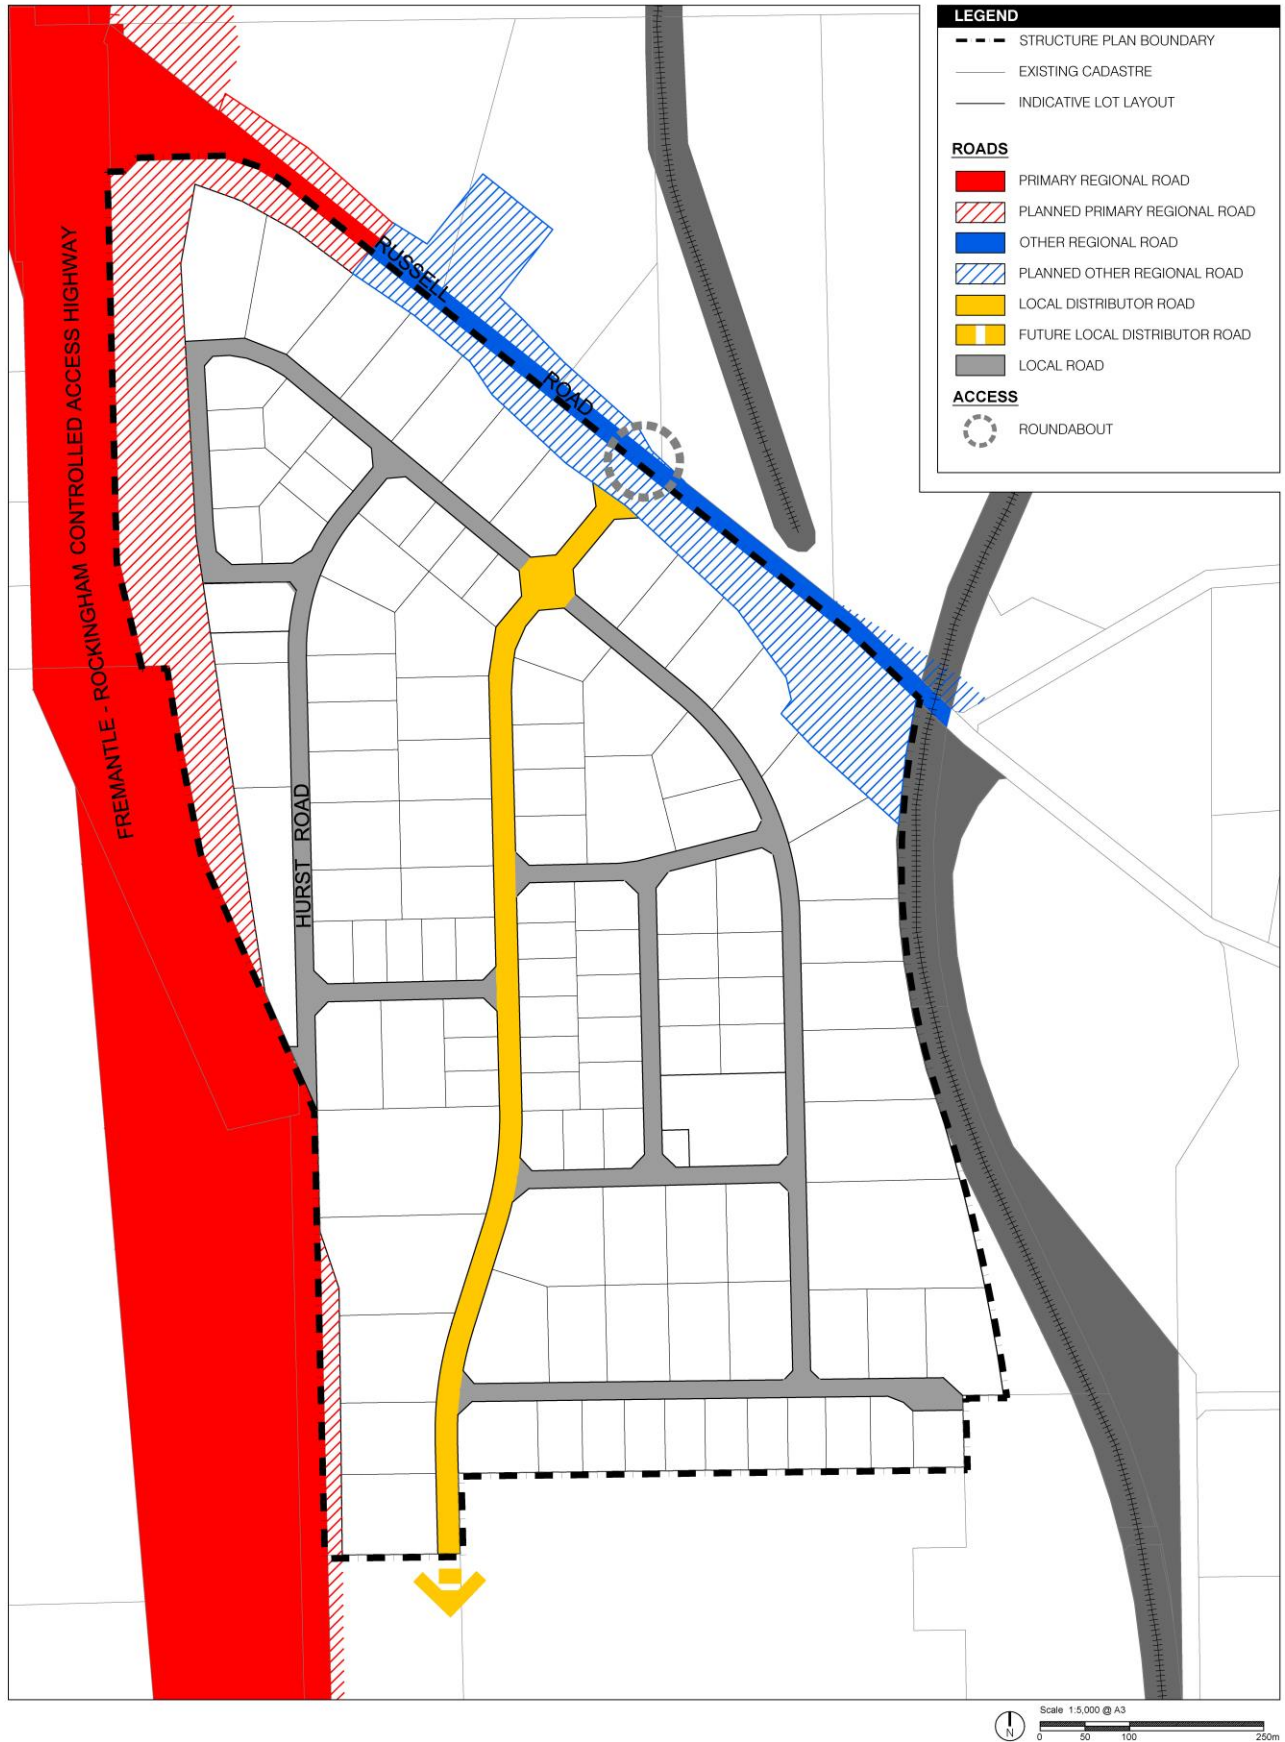 LEGEND
STRUCTURE PLAN BOUNDARY
EXISTING CADASTRE
INDICATIVE LOT LAYOUT
ROADS
PRIMARY REGIONAL ROAD
PLANNED PRIMARY REGIONAL ROAD
OTHER REGIONAL ROAD
PLANNED OTHER REGIONAL ROAD
LOCAL DISTRIBUTOR ROAD
FUTURE LOCAL DISTRIBUTOR ROAD
LOCAL ROAD
ACCESS
ROUNDABOUT
RUSSELL
ROAD
FREMANTLE - ROCKINGHAM CONTROLLED ACCESS HIGHWAY
HURST ROAD
N
Scale 1:5,000 @ A3
0 50 100 250m